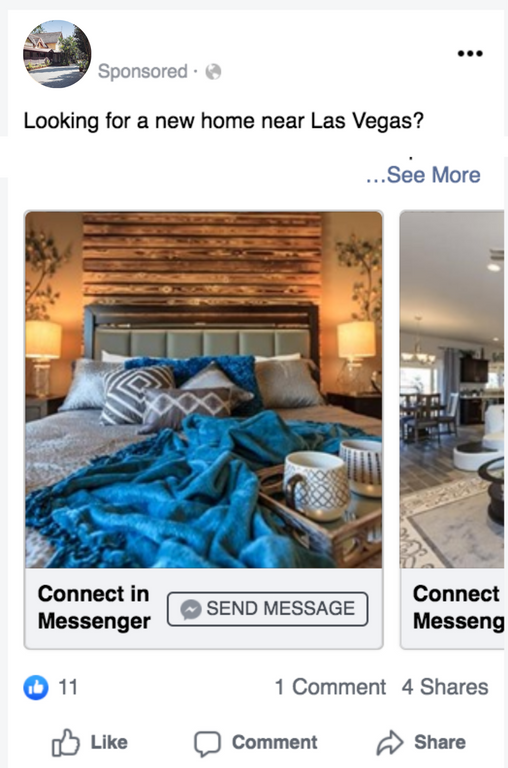 Sponsored ·
Looking for a new home near Las Vegas?
...See More
Connect in
Messenger
SEND MESSAGE
Connect
Messeng
11
1 Comment 4 Shares
Like
Comment
Share